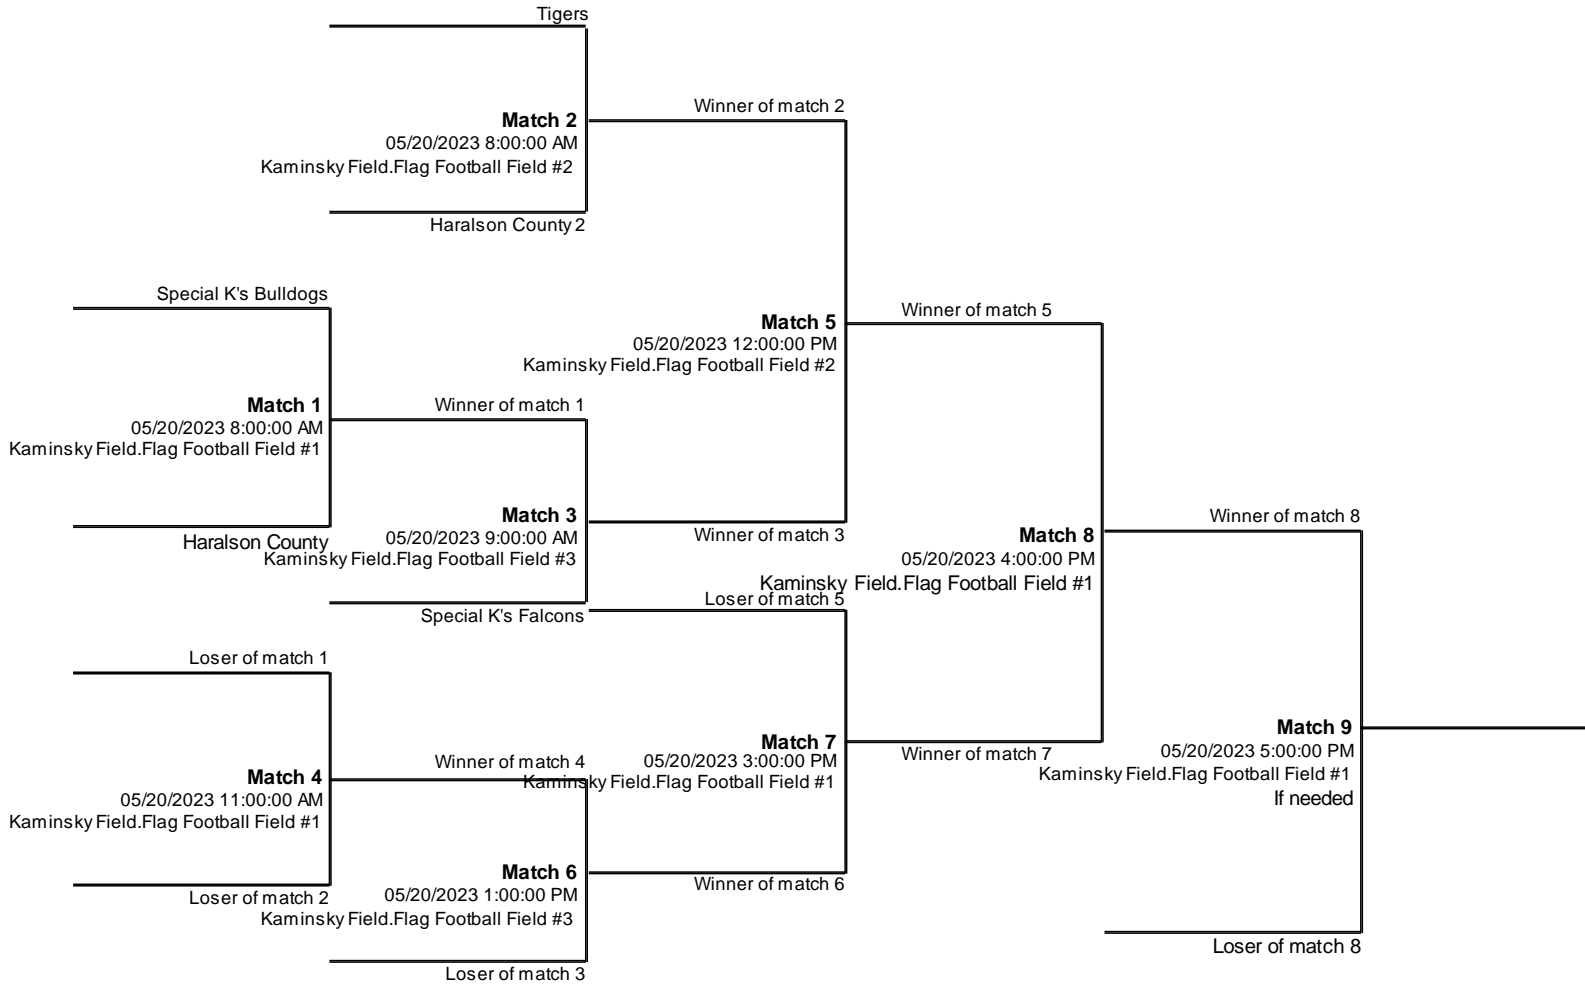 Tigers
Match 2
05/20/2023 8:00:00 AM
Kaminsky Field.Flag Football Field #2
Haralson County 2
Winner of match 2
Special K's Bulldogs
Match 1
05/20/2023 8:00:00 AM
Kaminsky Field.Flag Football Field #1
Haralson County
Winner of match 1
Match 3
05/20/2023 9:00:00 AM
Kaminsky Field.Flag Football Field #3
Special K's Falcons
Match 5
05/20/2023 12:00:00 PM
Kaminsky Field.Flag Football Field #2
Winner of match 3
Winner of match 5
Loser of match 1
Match 4
05/20/2023 11:00:00 AM
Kaminsky Field.Flag Football Field #1
Loser of match 2
Winner of match 4
Match 6
05/20/2023 1:00:00 PM
Kaminsky Field.Flag Football Field #3
Loser of match 3
Loser of match 5
Match 7
05/20/2023 3:00:00 PM
Kaminsky Field.Flag Football Field #1
Winner of match 6
Match 8
05/20/2023 4:00:00 PM
Kaminsky Field.Flag Football Field #1
Winner of match 7
Winner of match 8
Match 9
05/20/2023 5:00:00 PM
Kaminsky Field.Flag Football Field #1
If needed
Loser of match 8